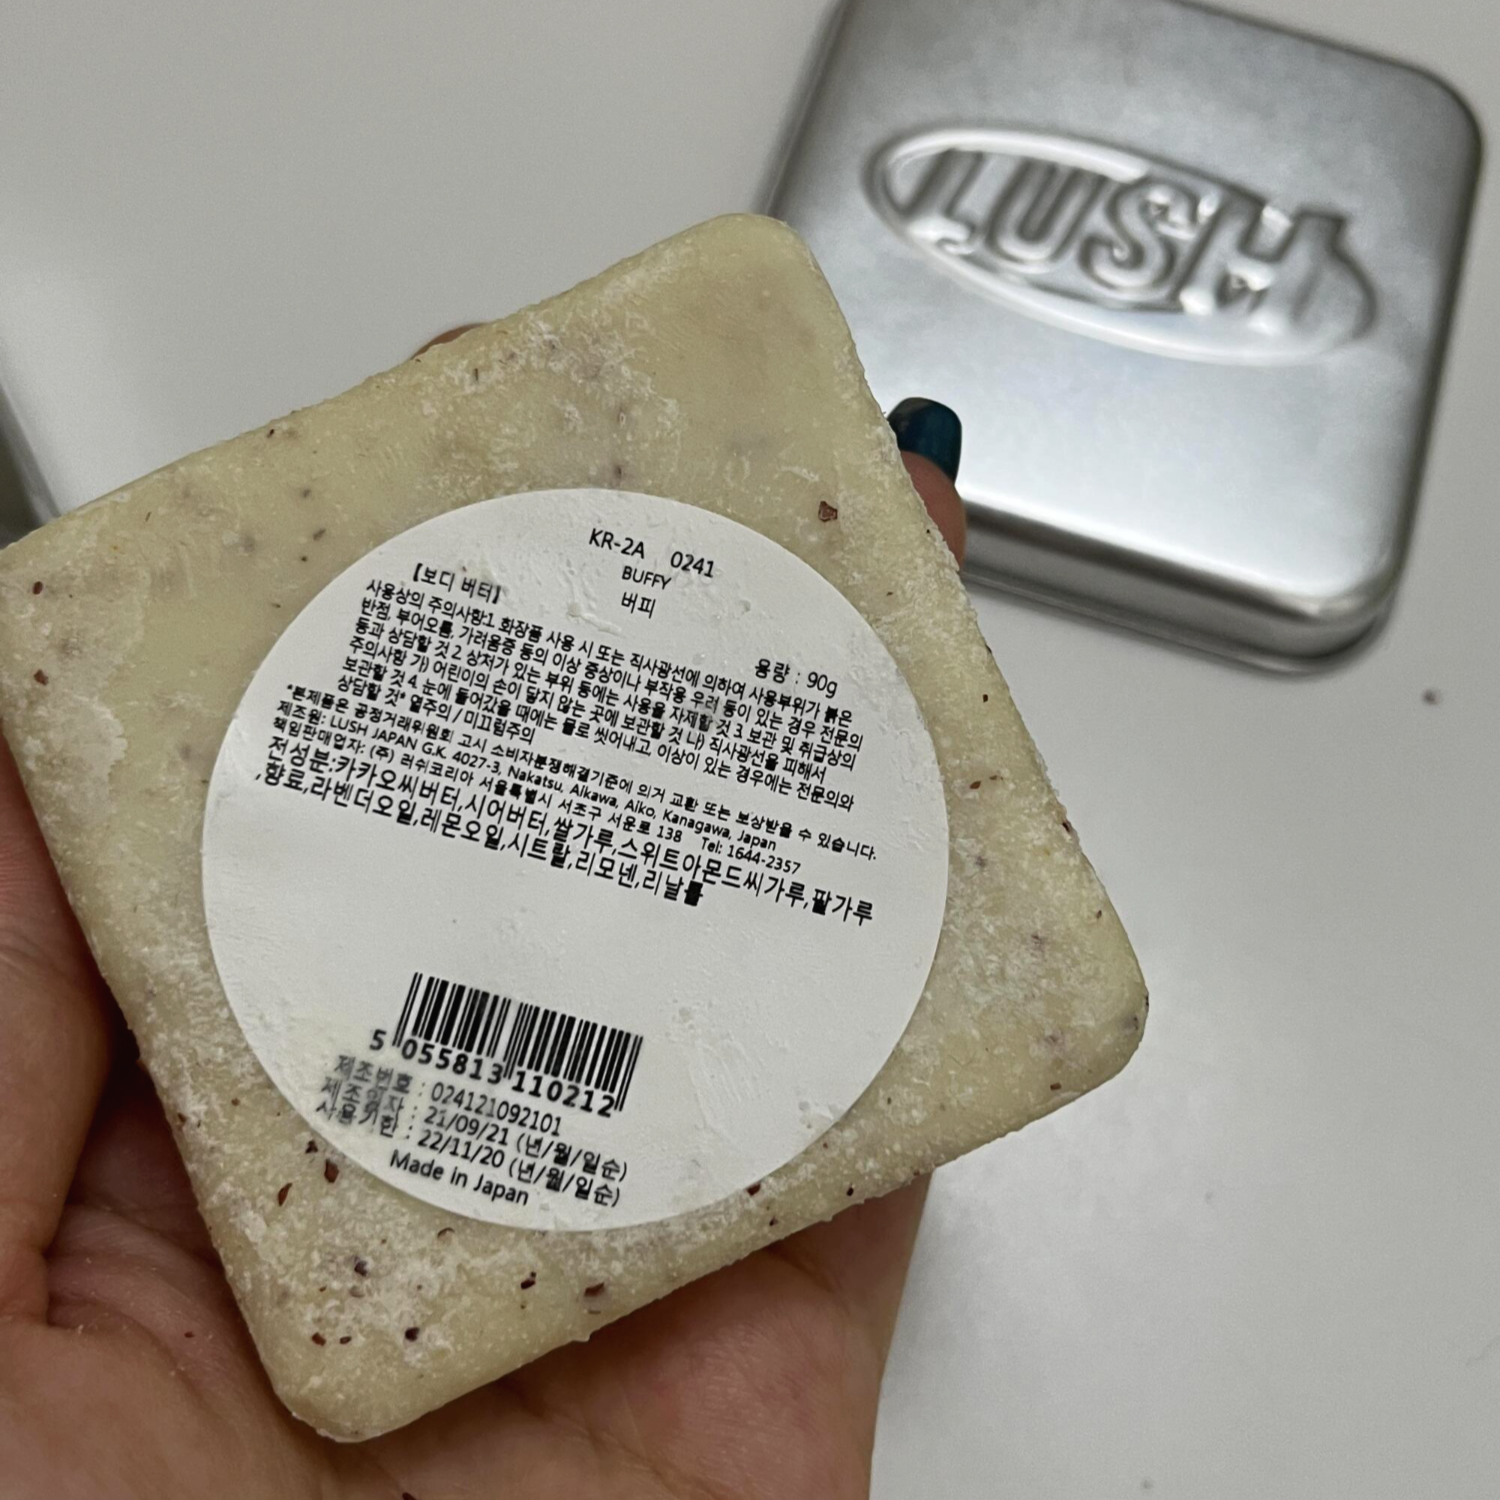 LUSH
KR-2A 0241
BUFFY
버피
【보디 버터】
용량 : 90g
사용상의 주의사항:1. 화장품 사용 시 또는 직사광선에 의하여 사용부위가 붉은
반점, 부어오름, 가려움증 등의 이상 증상이나 부작용 우려 등이 있는 경우 전문의
등과 상담할 것 2. 상처가 있는 부위 등에는 사용을 자제할 것 3. 보관 및 취급상의
주의사항 가) 어린이의 손이 닿지 않는 곳에 보관할 것 나) 직사광선을 피해서
보관할 것 4. 눈에 들어갔을 때에는 물로 씻어내고, 이상이 있는 경우에는 전문의와
상담할 것* 열주의 / 미끄럼주의
*본제품은 공정거래위원회 고시 소비자분쟁해결기준에 의거 교환 또는 보상받을 수 있습니다.
제조원: LUSH JAPAN G.K. 4027-3, Nakatsu, Aikawa, Aiko, Kanagawa, Japan
책임판매업자: (주) 러쉬코리아 서울특별시 서초구 서운로 138 Tel: 1644-2357
전성분:카카오씨버터,시어버터,쌀가루,스위트아몬드씨가루,팥가루
,향료,라벤더오일,레몬오일,시트랄,리모넨,리날룰
5 055813 110212
제조번호 : 024121092101
제조일자 : 21/09/21 (년/월/일순)
사용기한 : 22/11/20 (년/월/일순)
Made in Japan